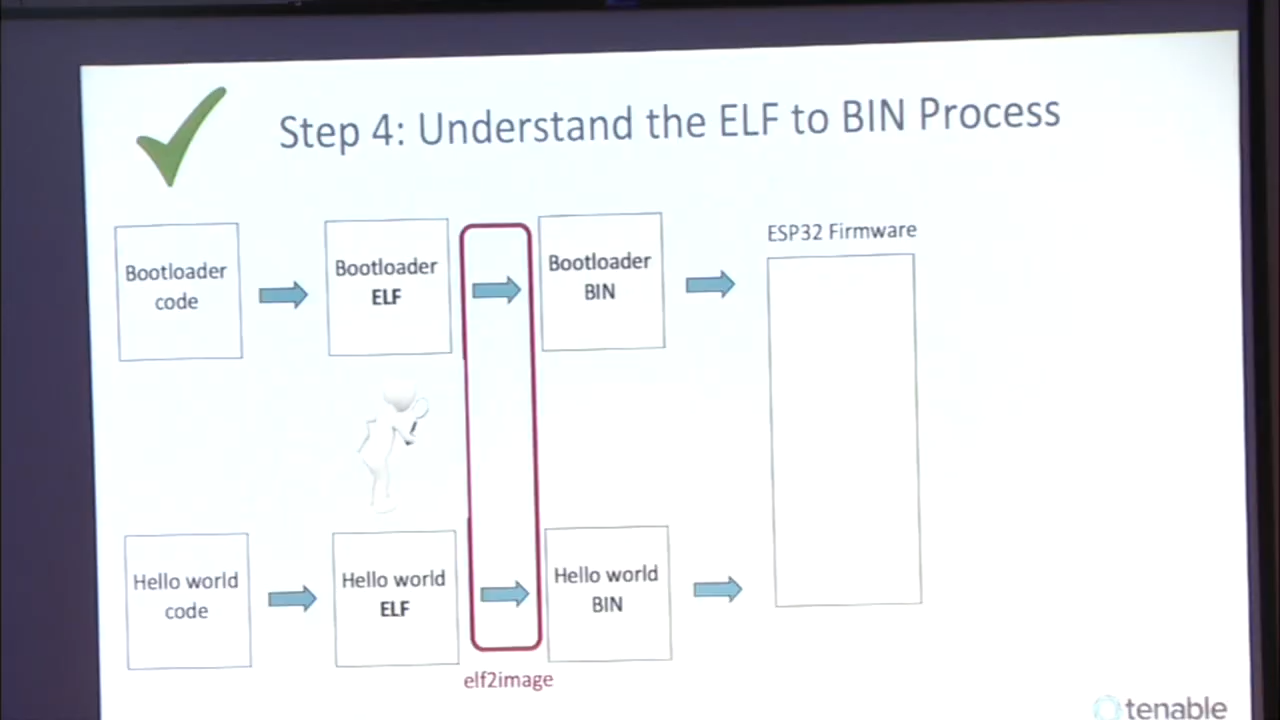 Step 4: Understand the ELF to BIN Process
Bootloader
code
Bootloader
ELF
Bootloader
BIN
ESP32 Firmware
Hello world
code
Hello world
ELF
Hello world
BIN
elf2image
tenable